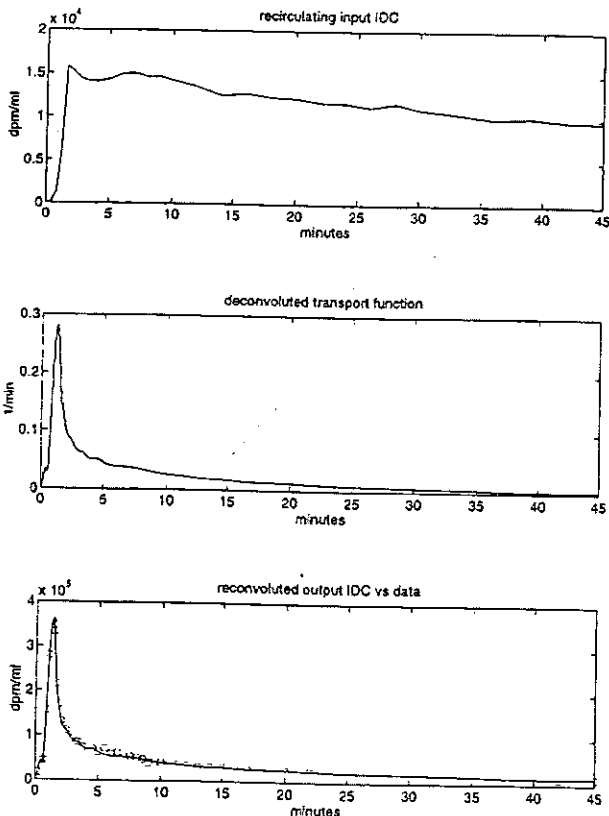 recirculating input IDC
x 10^4
2
1.5
1
0.5
0
dpm/ml
0 5 10 15 20 25 30 35 40 45
minutes
deconvoluted transport function
0.3
0.2
0.1
0
1/min
0 5 10 15 20 25 30 35 40 45
minutes
reconvoluted output IDC vs data
x 10^5
4
3
2
1
0
dpm/ml
0 5 10 15 20 25 30 35 40 45
minutes